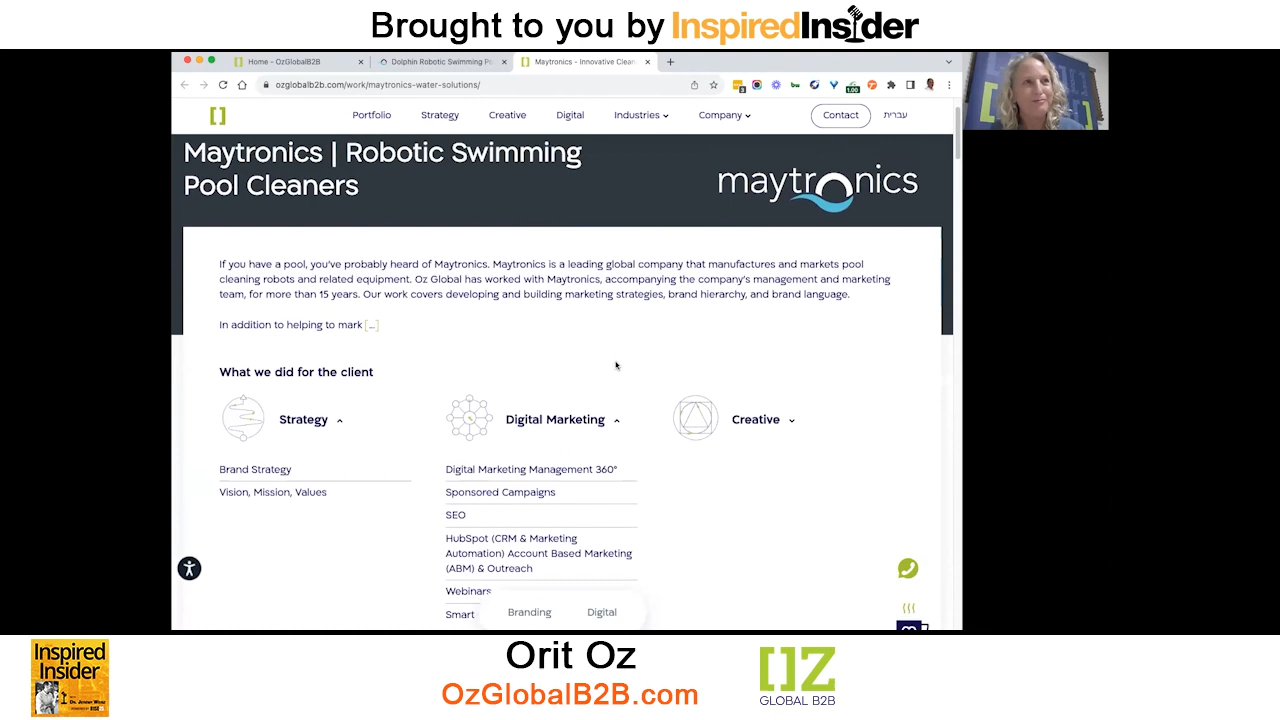 Brought to you by InspiredInsider
Home - OzGlobalB2B
Dolphin Robotic Swimming Po
Maytronics - Innovative Clean
ozglobalb2b.com/work/maytronics-water-solutions/
1.00
Portfolio
Strategy
Creative
Digital
Industries
Company
Contact
עברית
Maytronics | Robotic Swimming
Pool Cleaners
maytronics
If you have a pool, you've probably heard of Maytronics. Maytronics is a leading global company that manufactures and markets pool
cleaning robots and related equipment. Oz Global has worked with Maytronics, accompanying the company's management and marketing
team, for more than 15 years. Our work covers developing and building marketing strategies, brand hierarchy, and brand language.
In addition to helping to mark [...]
What we did for the client
Strategy
Digital Marketing
Creative
Brand Strategy
Vision, Mission, Values
Digital Marketing Management 360°
Sponsored Campaigns
SEO
HubSpot (CRM & Marketing
Automation) Account Based Marketing
(ABM) & Outreach
Webinars
Smart
Branding
Digital
Inspired
Insider
Orit Oz
OzGlobalB2B.com
OZ
GLOBAL B2B